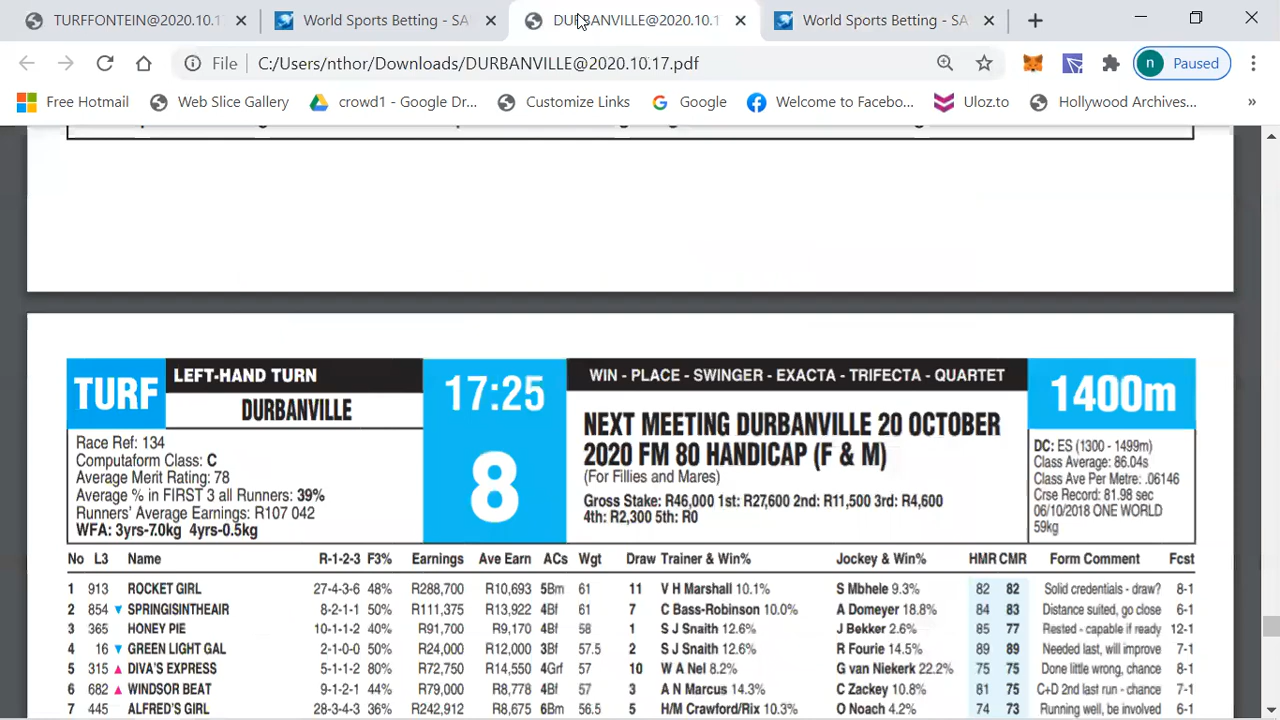 TURFFONTEIN@2020.10.1
World Sports Betting - SA
DURBANVILLE@2020.10.1
World Sports Betting - SA
File C:/Users/nthor/Downloads/DURBANVILLE@2020.10.17.pdf
n Paused
Free Hotmail Web Slice Gallery crowd1 - Google Dr... Customize Links Google Welcome to Facec... Uloz.to Hollywood Archives... »
TURF
LEFT-HAND TURN
DURBANVILLE
Race Ref: 134
Computaform Class: C
Average Merit Rating: 78
Average % in FIRST 3 all Runners: 39%
Runners' Average Earnings: R107 042
WFA: 3yrs-7.0kg 4yrs-0.5kg
17:25
8
WIN - PLACE - SWINGER - EXACTA - TRIFECTA - QUARTET
NEXT MEETING DURBANVILLE 20 OCTOBER
2020 FM 80 HANDICAP (F & M)
(For Fillies and Mares)
Gross Stake: R46,000 1st: R27,600 2nd: R11,500 3rd: R4,600
4th: R2,300 5th: R0
1400m
DC: ES (1300 - 1499m)
Class Average: 86.04s
Class Ave Per Metre: .06146
Crse Record: 81.98 sec
06/10/2018 ONE WORLD
59kg
No L3 Name R-1-2-3 F3% Earnings Ave Earn ACs Wgt Draw Trainer & Win% Jockey & Win% HMR CMR Form Comment Fcst
1 913 ROCKET GIRL 27-4-3-6 48% R288,700 R10,693 5Bm 61 11 V H Marshall 10.1% S Mbhele 9.3% 82 82 Solid credentials - draw? 8-1
2 854 SPRINGISINTHEAIR 8-2-1-1 50% R111,375 R13,922 4Bf 61 7 C Bass-Robinson 10.0% A Domeyer 18.8% 84 83 Distance suited, go close 6-1
3 365 HONEY PIE 10-1-1-2 40% R91,700 R9,170 4Bf 58 1 S J Snaith 12.6% J Bekker 2.6% 85 77 Rested - capable if ready 12-1
4 16 GREEN LIGHT GAL 2-1-0-0 50% R24,000 R12,000 3Bf 57.5 2 S J Snaith 12.6% R Fourie 14.5% 89 89 Needed last, will improve 7-1
5 315 DIVA'S EXPRESS 5-1-1-2 80% R72,750 R14,550 4Grf 57 10 W A Nel 8.2% G van Niekerk 22.2% 75 75 Done little wrong, chance 8-1
6 682 WINDSOR BEAT 9-1-2-1 44% R79,000 R8,778 4Bf 57 3 A N Marcus 14.3% C Zackey 10.8% 81 75 C+D 2nd last run - chance 7-1
7 445 ALFRED'S GIRL 28-3-4-3 36% R242,912 R8,675 6Bm 56.5 5 H/M Crawford/Rix 10.3% O Noach 4.2% 74 73 Running well, be involved 6-1